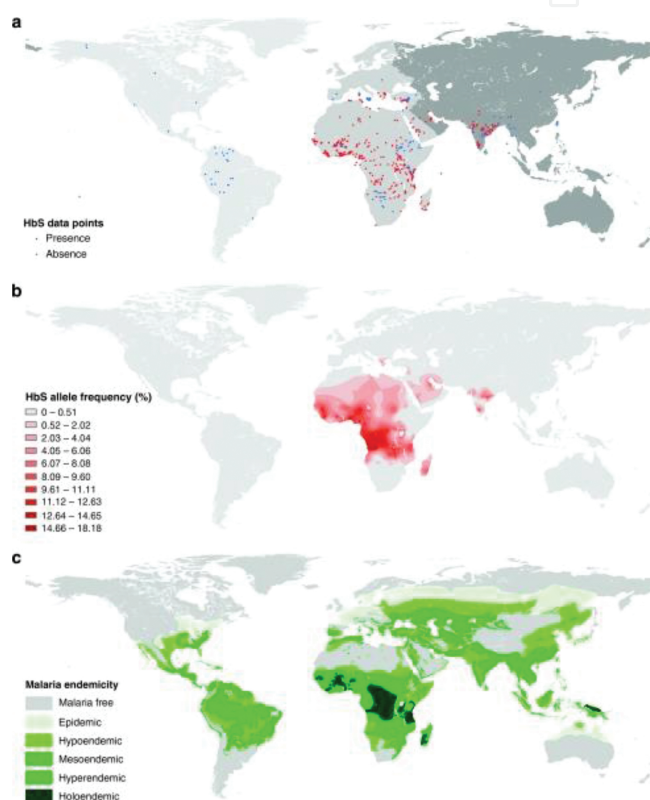 a
HbS data points
Presence
Absence
b
HbS allele frequency (%)
0 – 0.51
0.52 – 2.02
2.03 – 4.04
4.05 – 6.06
6.07 – 8.08
8.09 – 9.60
9.61 – 11.11
11.12 – 12.63
12.64 – 14.65
14.66 – 18.18
c
Malaria endemicity
Malaria free
Epidemic
Hypoendemic
Mesoendemic
Hyperendemic
Holoendemic